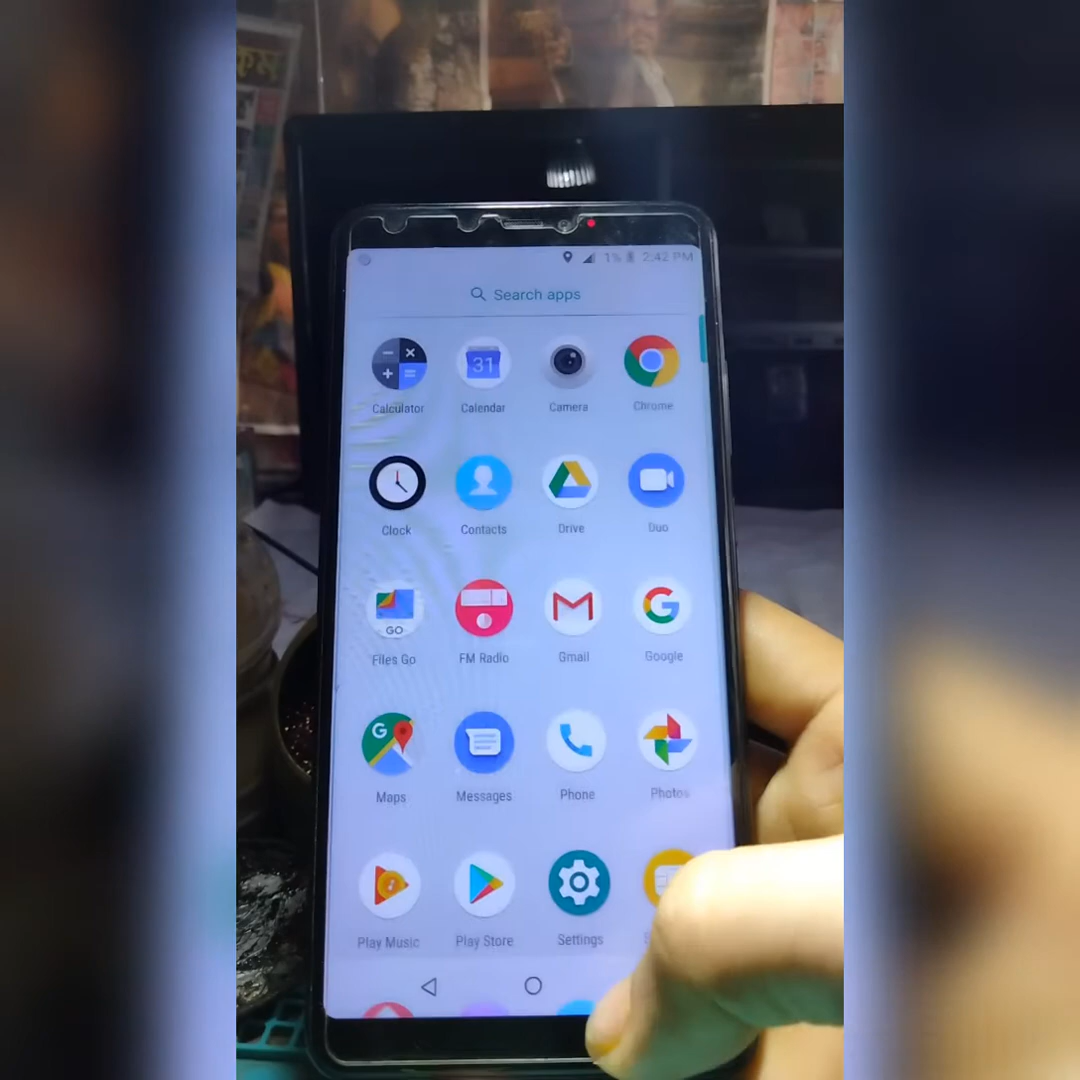 1% 2:42 PM
Search apps
31
Calculator Calendar Camera Chrome
Clock Contacts Drive Duo
GO
G
Files Go FM Radio Gmail Google
G
Maps Messages Phone Photos
Play Music Play Store Settings